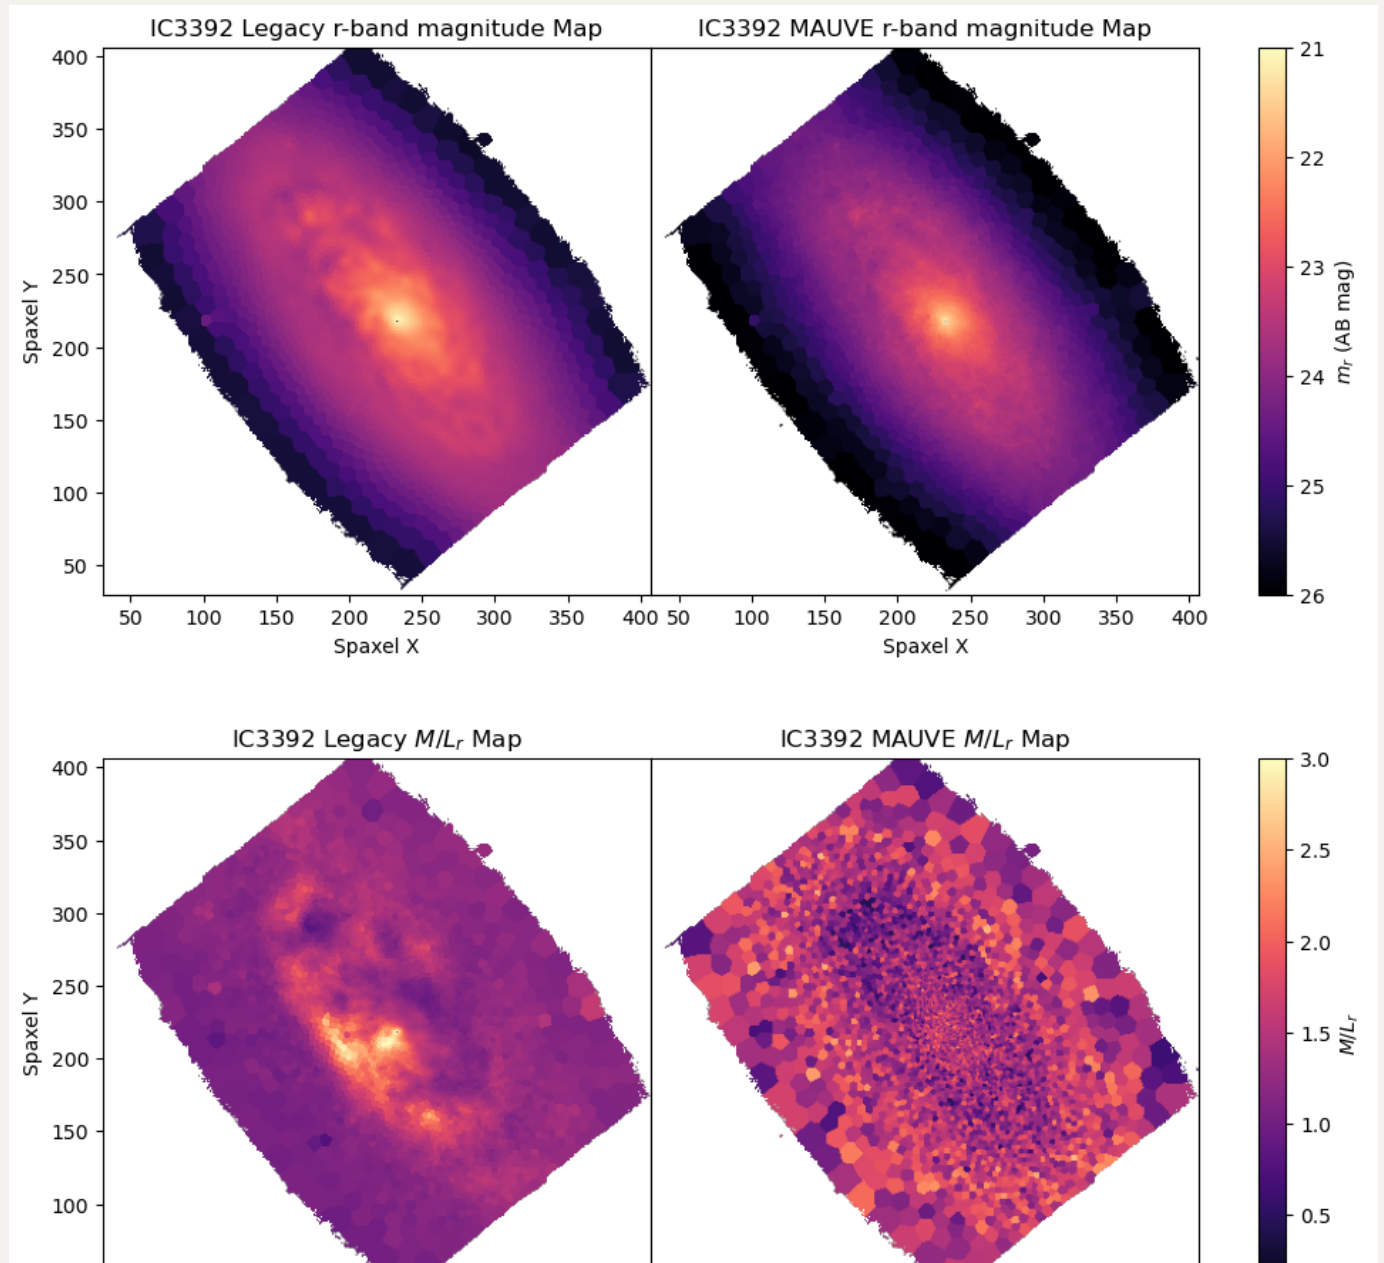 IC3392 Legacy r-band magnitude Map
IC3392 MAUVE r-band magnitude Map
400
350
300
250
200
150
100
50
Spaxel Y
50 100 150 200 250 300 350 400
Spaxel X
50 100 150 200 250 300 350 400
Spaxel X
21
22
23
24
25
26
m_r (AB mag)
IC3392 Legacy M/L_r Map
IC3392 MAUVE M/L_r Map
400
350
300
250
200
150
100
Spaxel Y
3.0
2.5
2.0
1.5
1.0
0.5
M/L_r